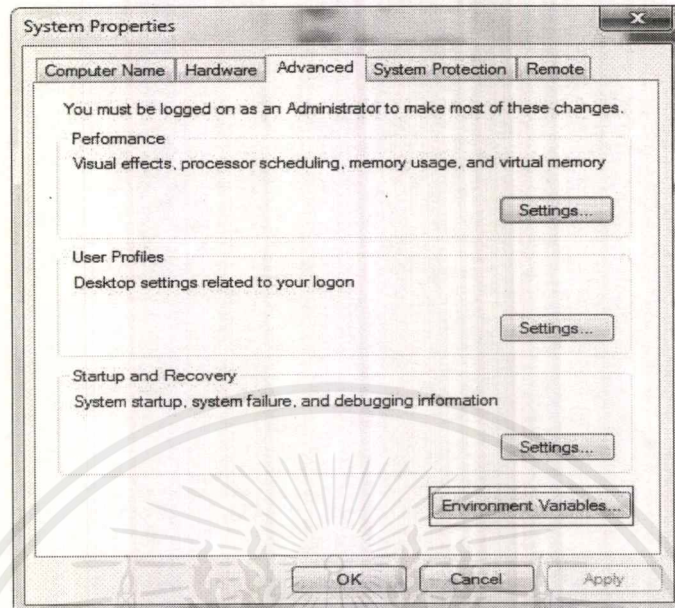 System Properties
Computer Name Hardware Advanced System Protection Remote
You must be logged on as an Administrator to make most of these changes.
Performance
Visual effects, processor scheduling, memory usage, and virtual memory
Settings...
User Profiles
Desktop settings related to your logon
Settings...
Startup and Recovery
System startup, system failure, and debugging information
Settings...
Environment Variables...
OK Cancel Apply